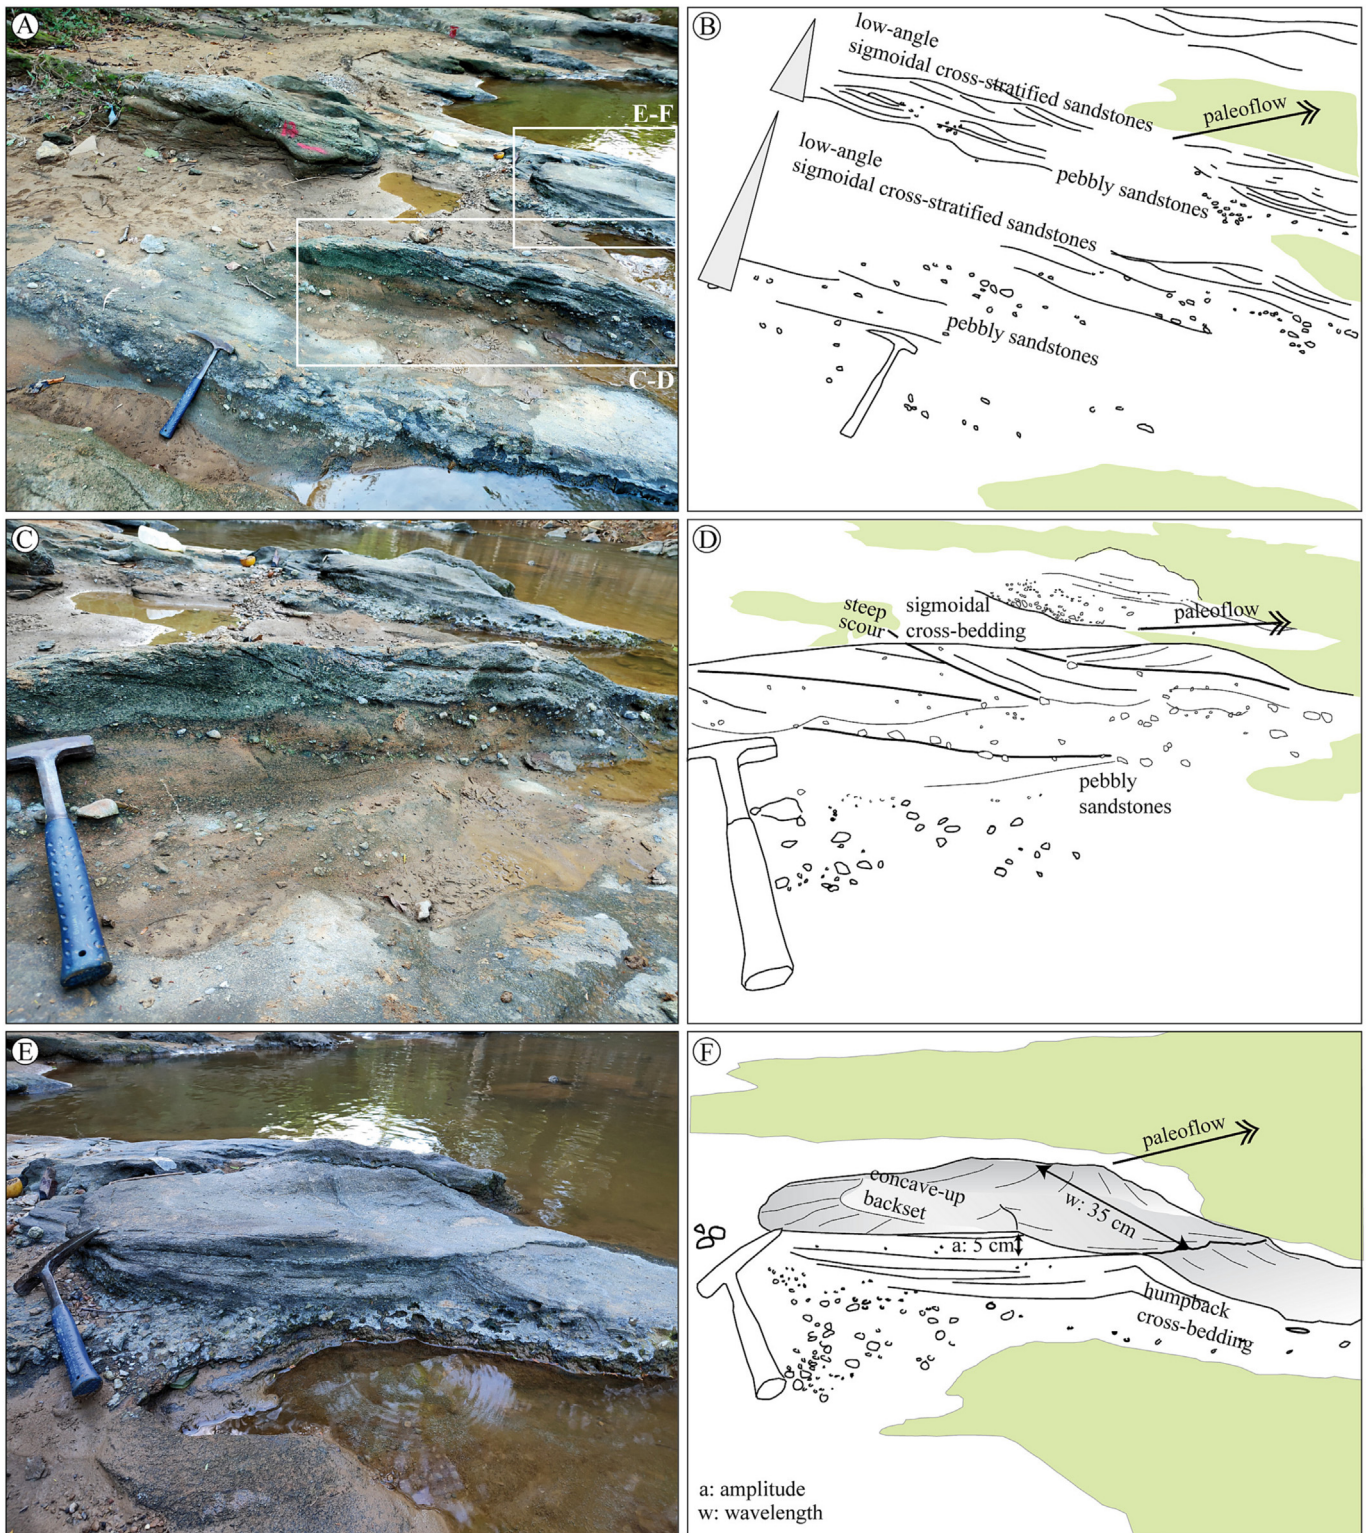 A
E-F
C-D
B
low-angle
sigmoidal cross-stratified sandstones
paleoflow
low-angle
sigmoidal cross-stratified sandstones
pebbly sandstones
pebbly sandstones
C
D
steep
scour
sigmoidal
cross-bedding
paleoflow
pebbly
sandstones
E
F
paleoflow
concave-up
backset
w: 35 cm
a: 5 cm
humpback
cross-bedding
a: amplitude
w: wavelength